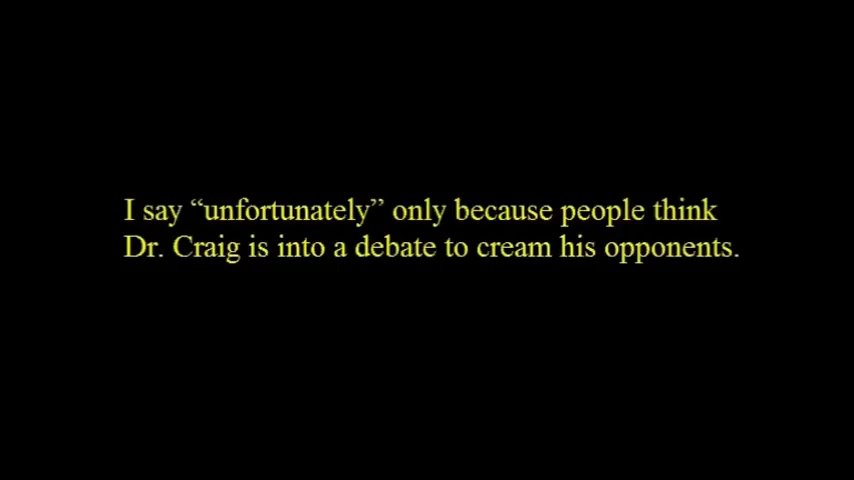 I say “unfortunately” only because people think
Dr. Craig is into a debate to cream his opponents.